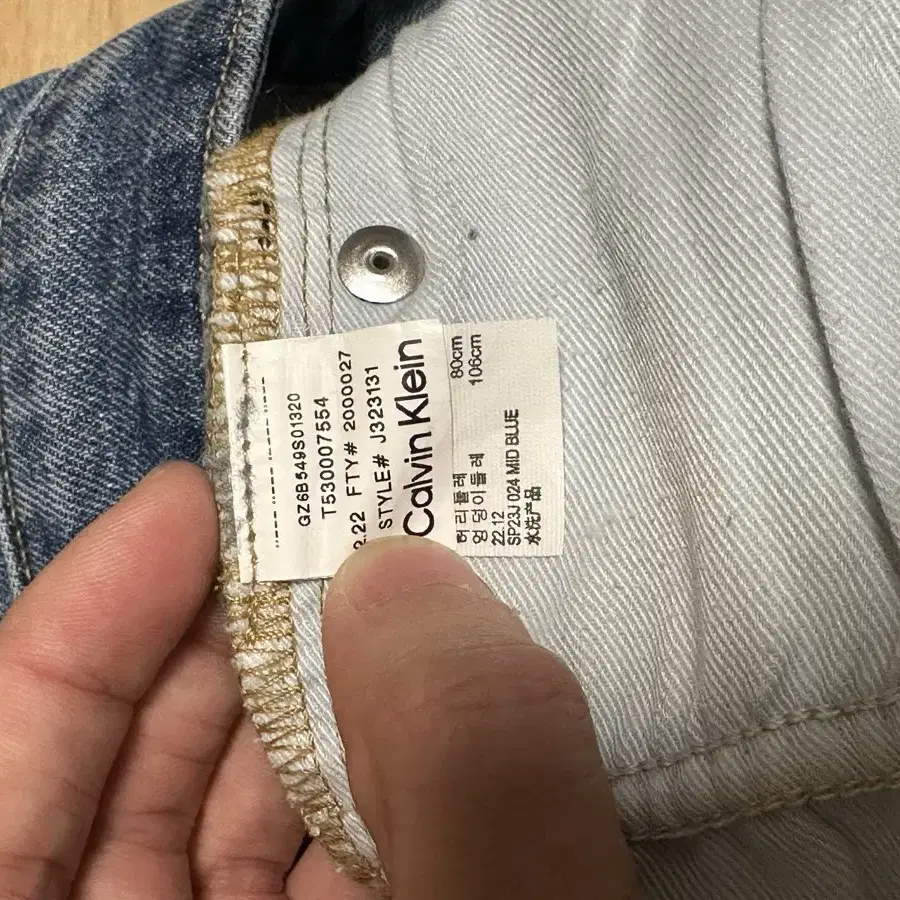 Calvin Klein
STYLE# J323131
2.22 FTY# 2000027
T530007554
GZ6B549S01320
허리둘레 80cm
엉덩이둘레 106cm
22.12
SP23J 024 MID BLUE
水洗产品